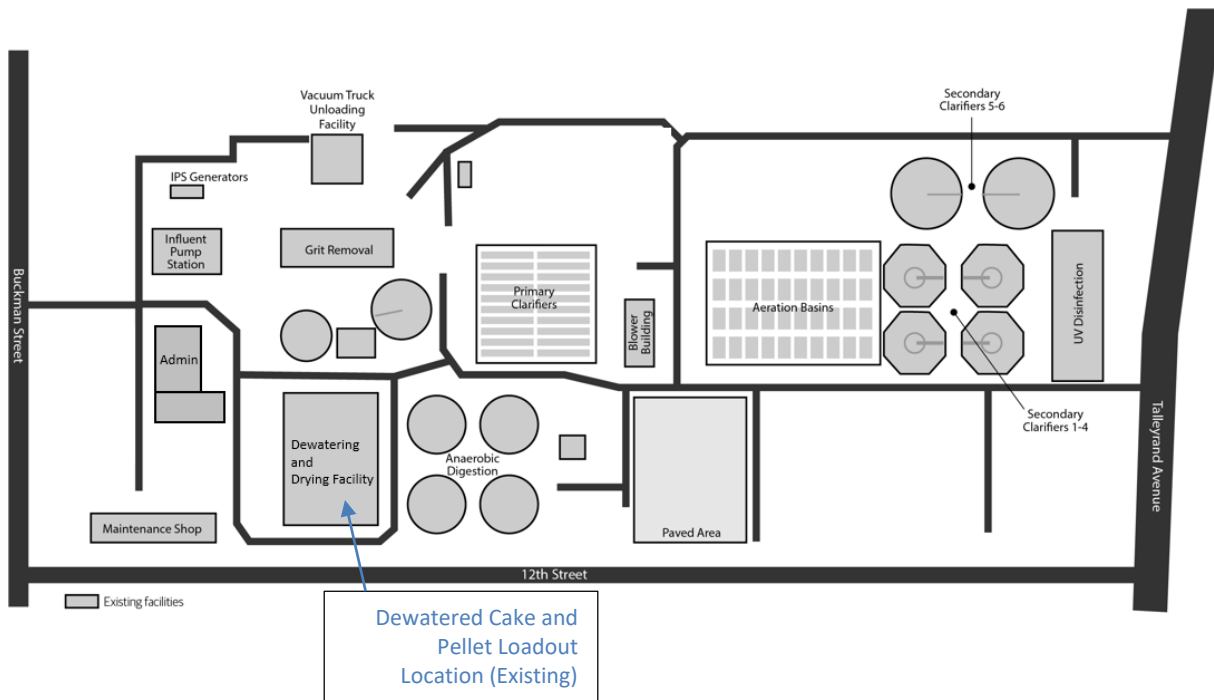 Vacuum Truck
Unloading
Facility
Secondary
Clarifiers 5-6
IPS Generators
Influent
Pump
Station
Grit Removal
Buckman Street
Primary
Clarifiers
Blower
Building
Aeration Basins
UV Disinfection
Admin
Secondary
Clarifiers 1-4
Talleyrand Avenue
Dewatering
and
Drying Facility
Anaerobic
Digestion
Maintenance Shop
Paved Area
12th Street
Existing facilities
Dewatered Cake and
Pellet Loadout
Location (Existing)